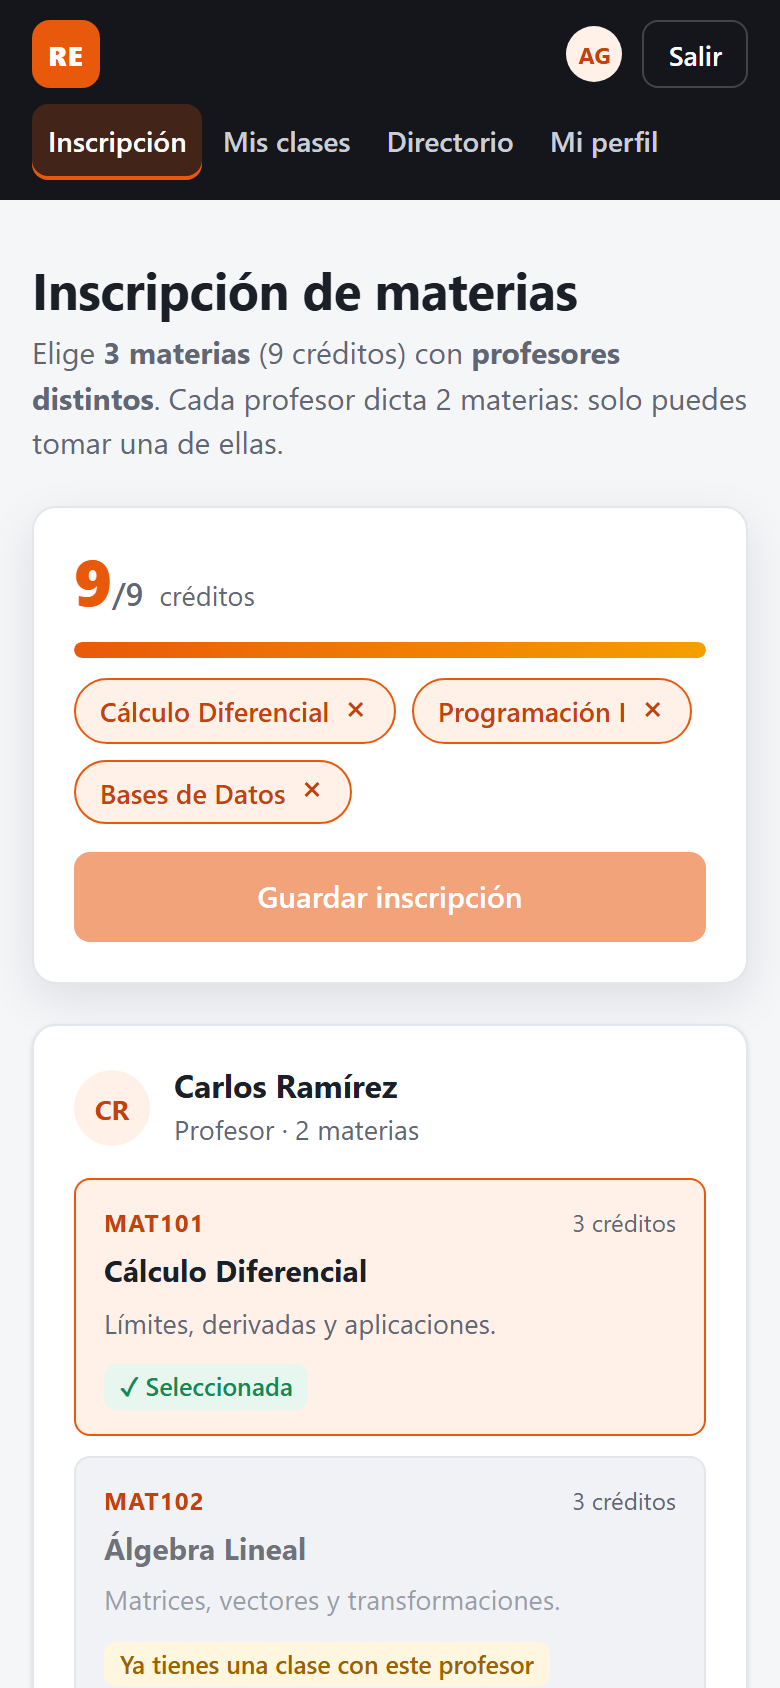 RE
AG
Salir
Inscripción
Mis clases
Directorio
Mi perfil
Inscripción de materias
Elige 3 materias (9 créditos) con profesores
distintos. Cada profesor dicta 2 materias: solo puedes
tomar una de ellas.
9/9 créditos
Cálculo Diferencial ×
Programación I ×
Bases de Datos ×
Guardar inscripción
CR
Carlos Ramírez
Profesor · 2 materias
MAT101
3 créditos
Cálculo Diferencial
Límites, derivadas y aplicaciones.
✓ Seleccionada
MAT102
3 créditos
Álgebra Lineal
Matrices, vectores y transformaciones.
Ya tienes una clase con este profesor